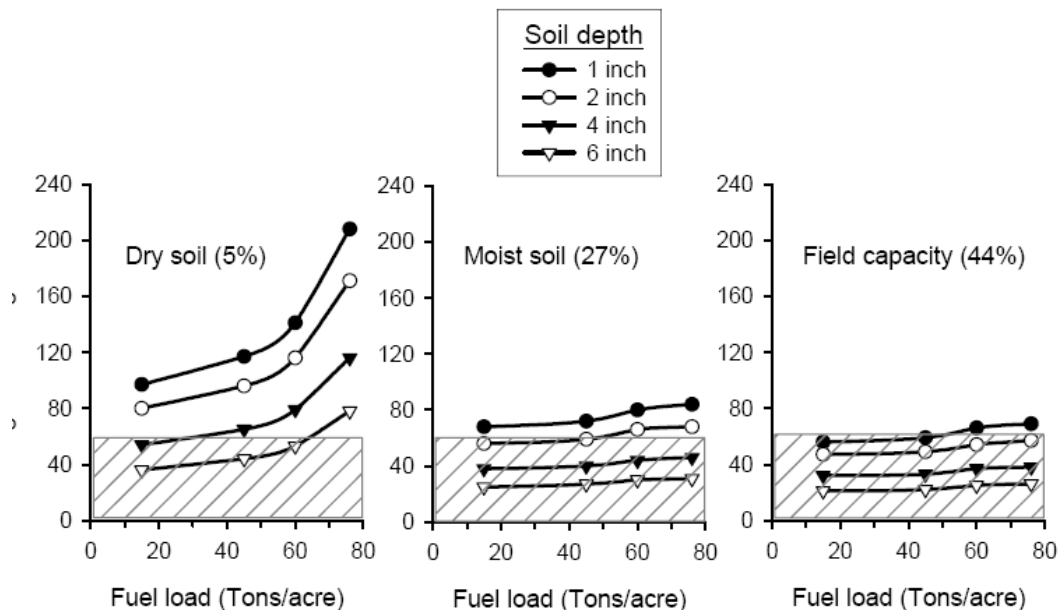 Soil depth
1 inch
2 inch
4 inch
6 inch
240
200
160
120
80
40
0
Dry soil (5%)
0 20 40 60 80
Fuel load (Tons/acre)
240
200
160
120
80
40
0
Moist soil (27%)
0 20 40 60 80
Fuel load (Tons/acre)
240
200
160
120
80
40
0
Field capacity (44%)
0 20 40 60 80
Fuel load (Tons/acre)